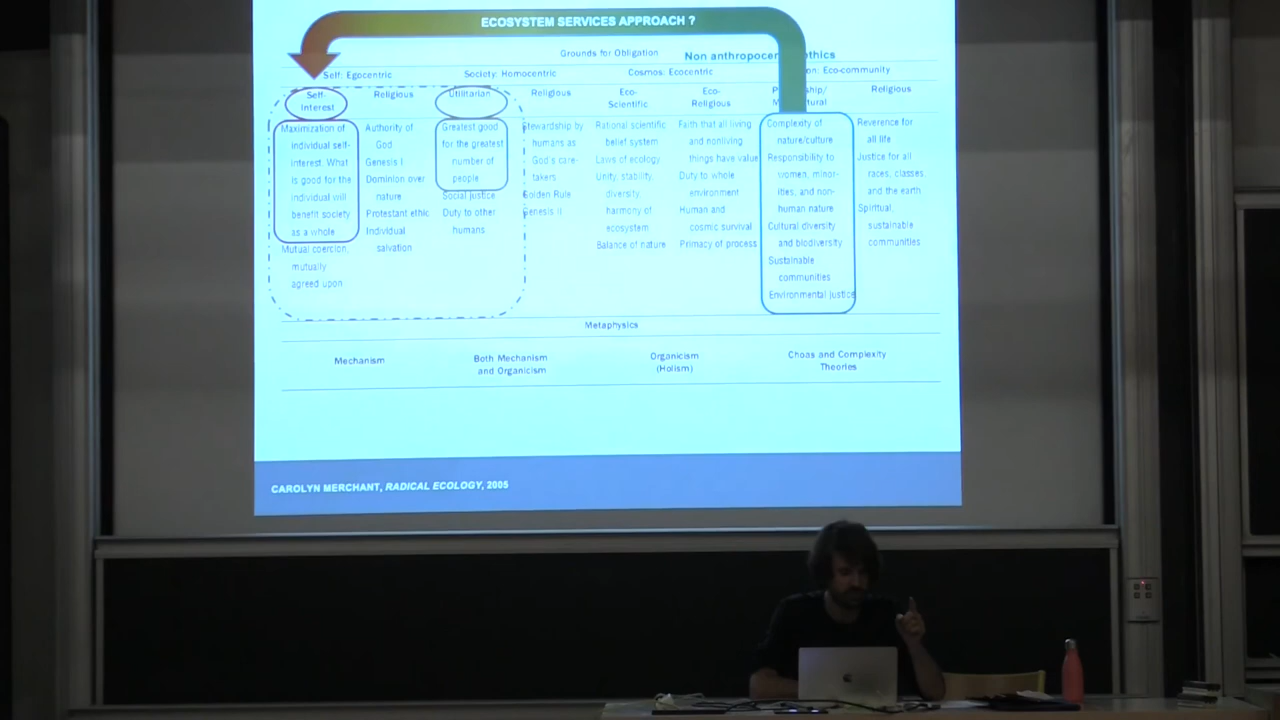 ECOSYSTEM SERVICES APPROACH ?
Grounds for Obligation
Non anthropocen ethics
Self: Egocentric
Society: Homocentric
Cosmos: Ecocentric
on: Eco-community
Self-
Interest
Religious
Utilitarian
Religious
Eco-
Scientific
Eco-
Religious
Religious
Maximization of
individual self-
interest. What
is good for the
individual will
benefit society
as a whole
Mutual coercion,
mutually
agreed upon
Authority of
God
Genesis I
Dominion over
nature
Protestant ethic
Individual
salvation
Greatest good
for the greatest
number of
people
Social justice
Duty to other
humans
Stewardship by
humans as
God's care-
takers
Golden Rule
Genesis II
Rational scientific
belief system
Laws of ecology
Unity, stability,
diversity
harmony of
ecosystem
Balance of nature
Faith that all living
and nonliving
things have value
Duty to whole
environment
Human and
cosmic survival
Primacy of process
Complexity of
nature/culture
Responsibility to
women, minor-
ities, and non-
human nature
Cultural diversity
and biodiversity
Sustainable
communities
Environmental justice
Reverence for
all life
Justice for all
races, classes,
and the earth
Spiritual,
sustainable
communities
Metaphysics
Mechanism
Both Mechanism
and Organicism
Organicism
(Holism)
Choas and Complexity
Theories
CAROLYN MERCHANT, RADICAL ECOLOGY, 2005